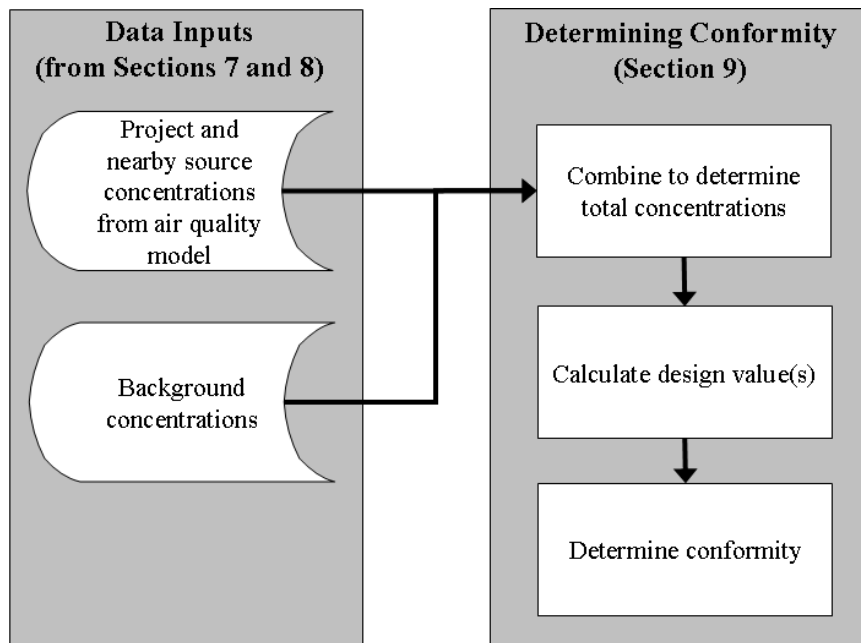 Data Inputs
(from Sections 7 and 8)
Project and
nearby source
concentrations
from air quality
model
Background
concentrations
Determining Conformity
(Section 9)
Combine to determine
total concentrations
Calculate design value(s)
Determine conformity